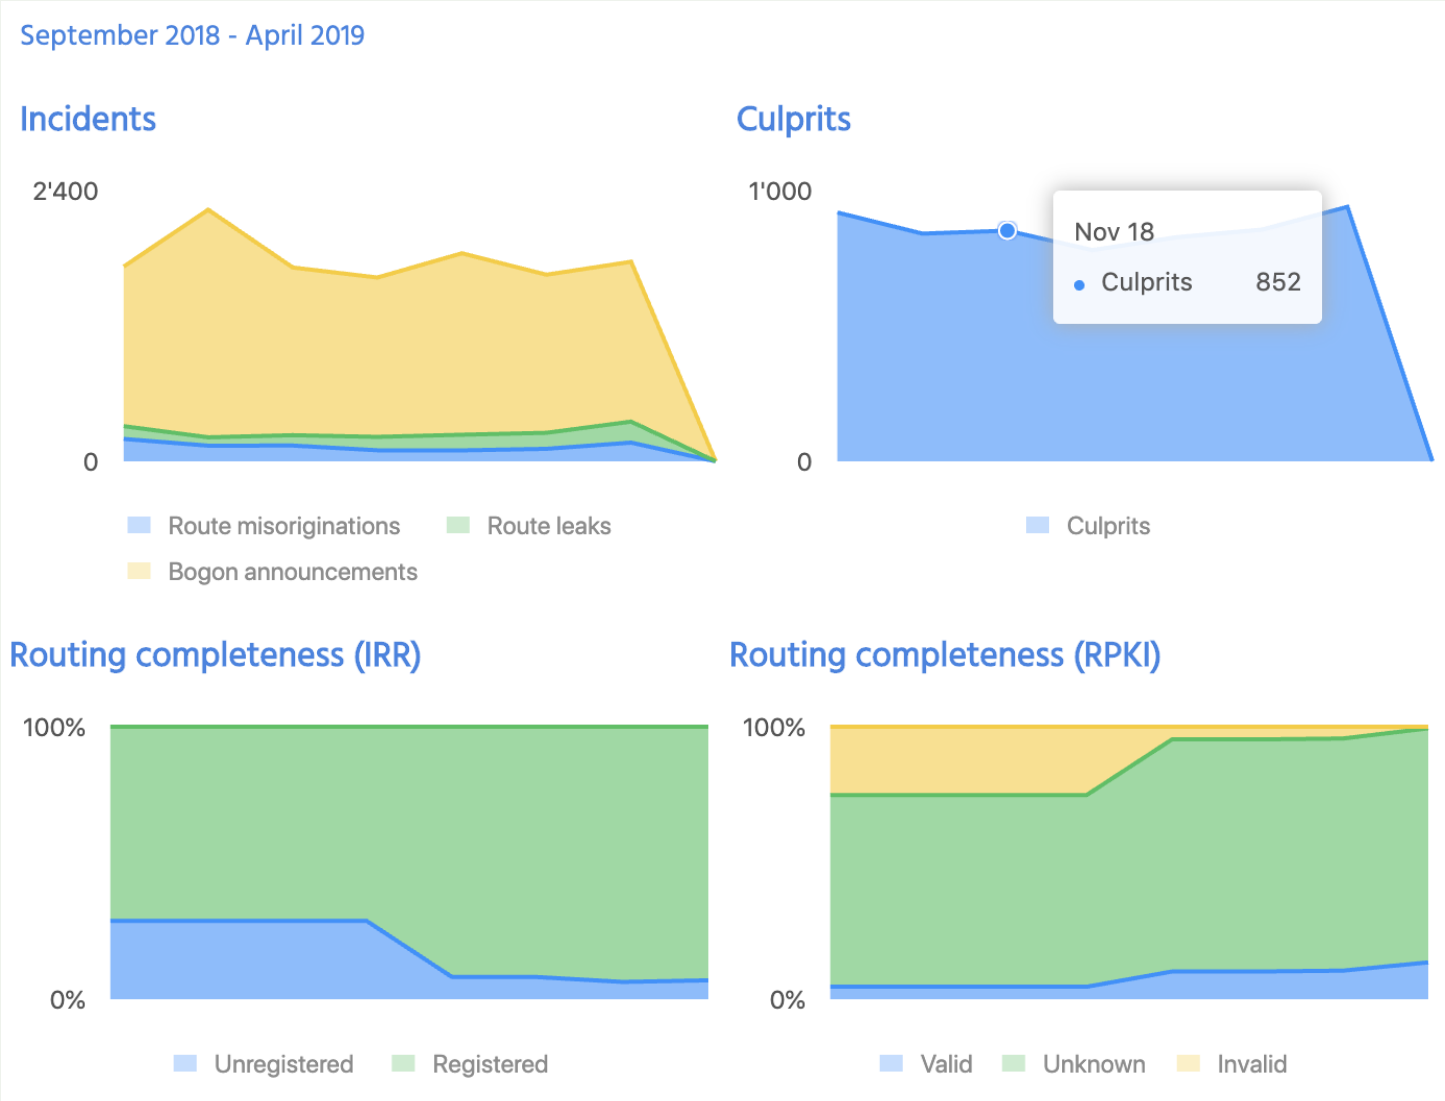 September 2018 - April 2019
Incidents
2'400
0
Route misoriginations
Route leaks
Bogon announcements
Culprits
1'000
0
Nov 18
Culprits 852
Culprits
Routing completeness (IRR)
100%
0%
Unregistered
Registered
Routing completeness (RPKI)
100%
0%
Valid
Unknown
Invalid